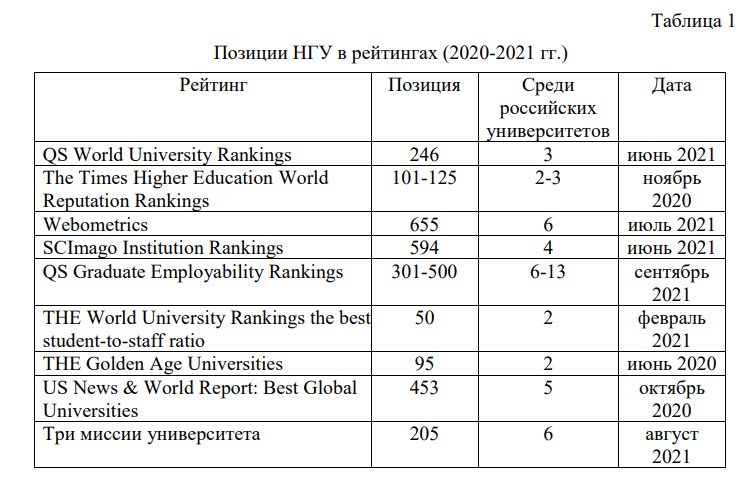 Таблица 1
Позиции НГУ в рейтингах (2020-2021 гг.)
Рейтинг Позиция Среди российских университетов Дата
QS World University Rankings 246 3 июнь 2021
The Times Higher Education World Reputation Rankings 101-125 2-3 ноябрь 2020
Webometrics 655 6 июль 2021
SCImago Institution Rankings 594 4 июнь 2021
QS Graduate Employability Rankings 301-500 6-13 сентябрь 2021
THE World University Rankings the best student-to-staff ratio 50 2 февраль 2021
THE Golden Age Universities 95 2 июнь 2020
US News & World Report: Best Global Universities 453 5 октябрь 2020
Три миссии университета 205 6 август 2021